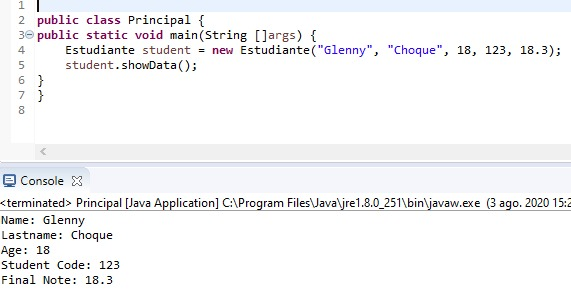 1
2 public class Principal {
3 public static void main(String []args) {
4 Estudiante student = new Estudiante("Glenny", "Choque", 18, 123, 18.3);
5 student.showData();
6 }
7 }
8
Console
<terminated> Principal [Java Application] C:\Program Files\Java\jre1.8.0_251\bin\javaw.exe (3 ago. 2020 15:2
Name: Glenny
Lastname: Choque
Age: 18
Student Code: 123
Final Note: 18.3